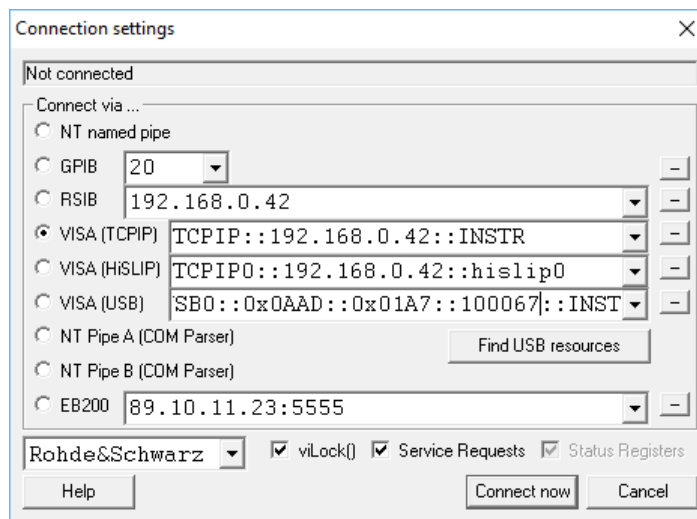 Connection settings
Not connected
Connect via ...
NT named pipe
GPIB 20
RSIB 192.168.0.42
VISA (TCPIP) TCPIP::192.168.0.42::INSTR
VISA (HiSLIP) TCPIP0::192.168.0.42::hislip0
VISA (USB) SB0::0x0AAD::0x01A7::100067::INST
NT Pipe A (COM Parser)
Find USB resources
NT Pipe B (COM Parser)
EB200 89.10.11.23:5555
Rohde&Schwarz viLock() Service Requests Status Registers
Help Connect now Cancel